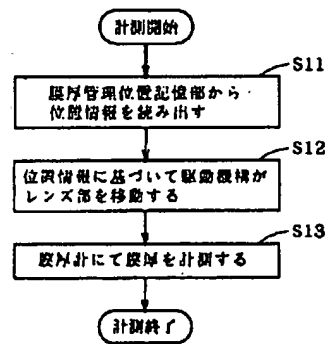 計測開始
S11
膜厚管理位置記憶部から
位置情報を読み出す
S12
位置情報に基づいて駆動機構が
レンズ部を移動する
S13
膜厚計にて膜厚を計測する
計測終了